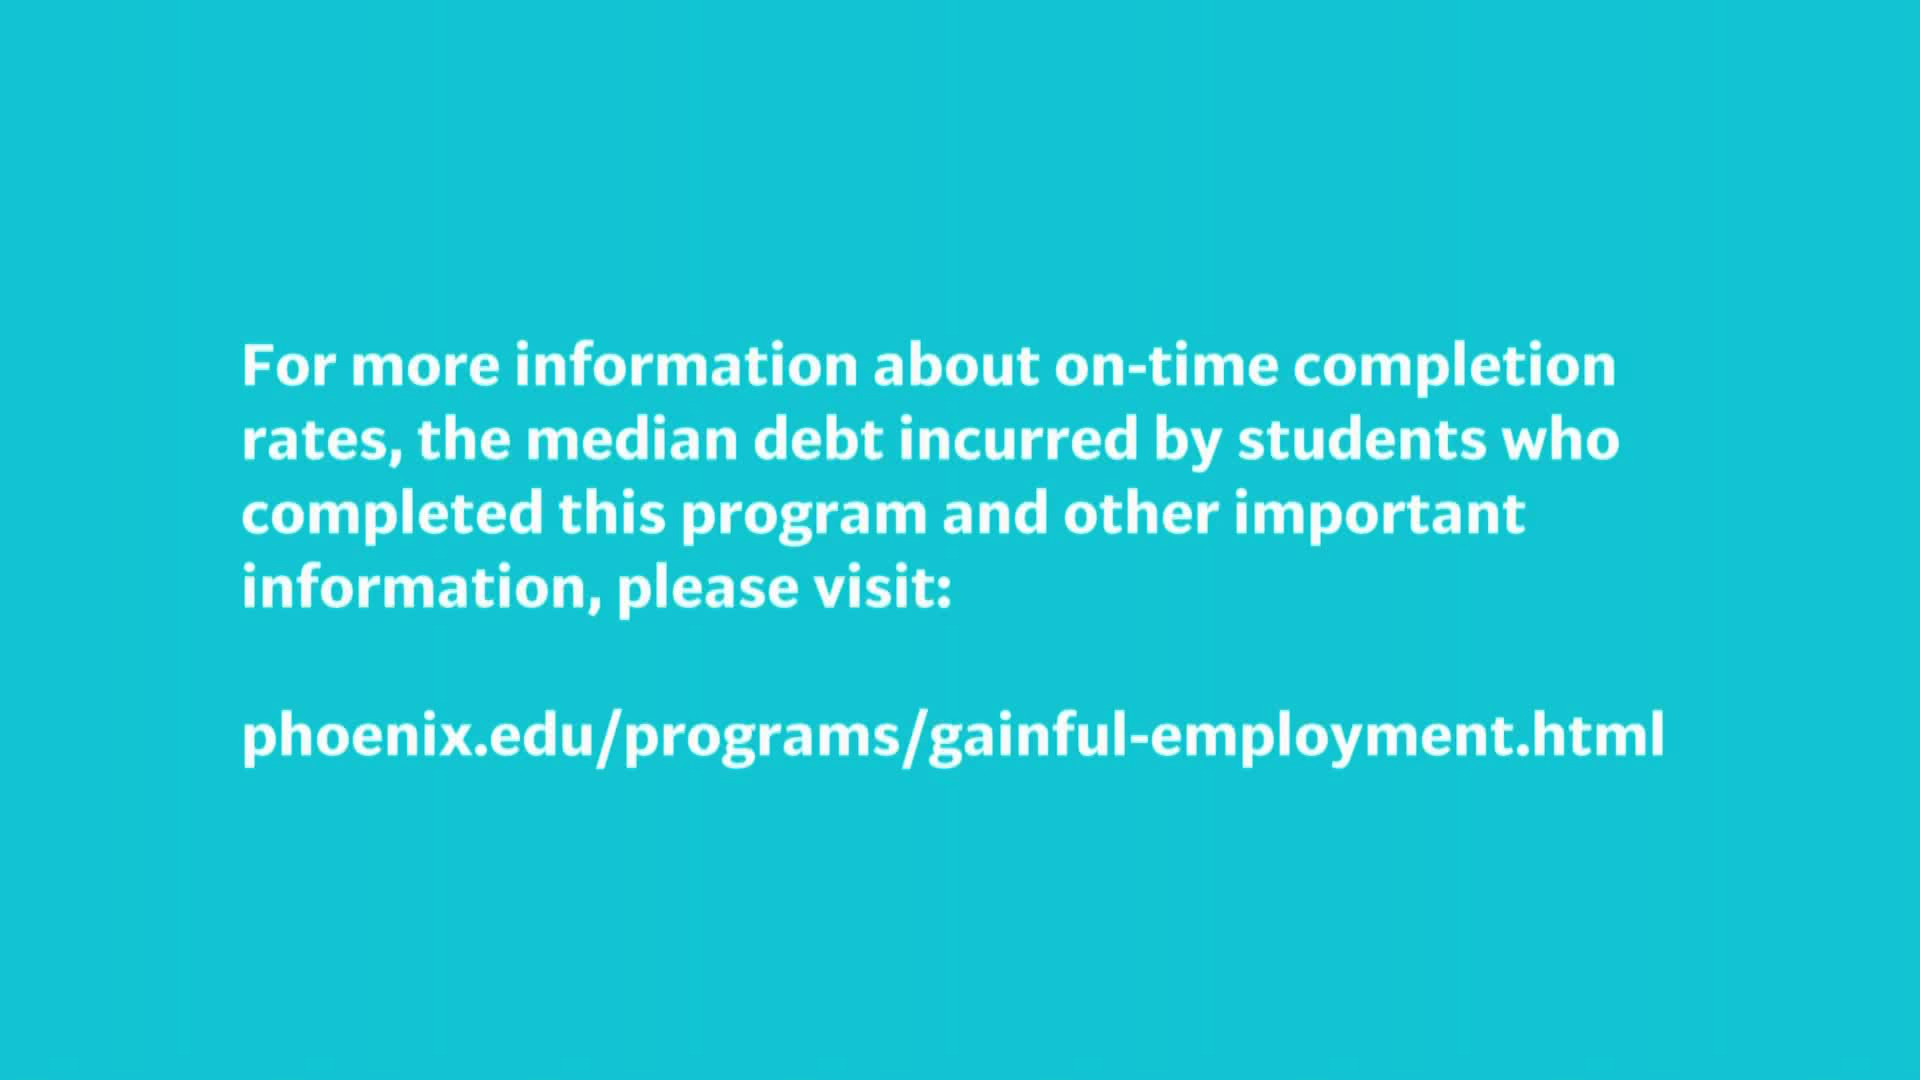 For more information about on-time completion
rates, the median debt incurred by students who
completed this program and other important
information, please visit:
phoenix.edu/programs/gainful-employment.html